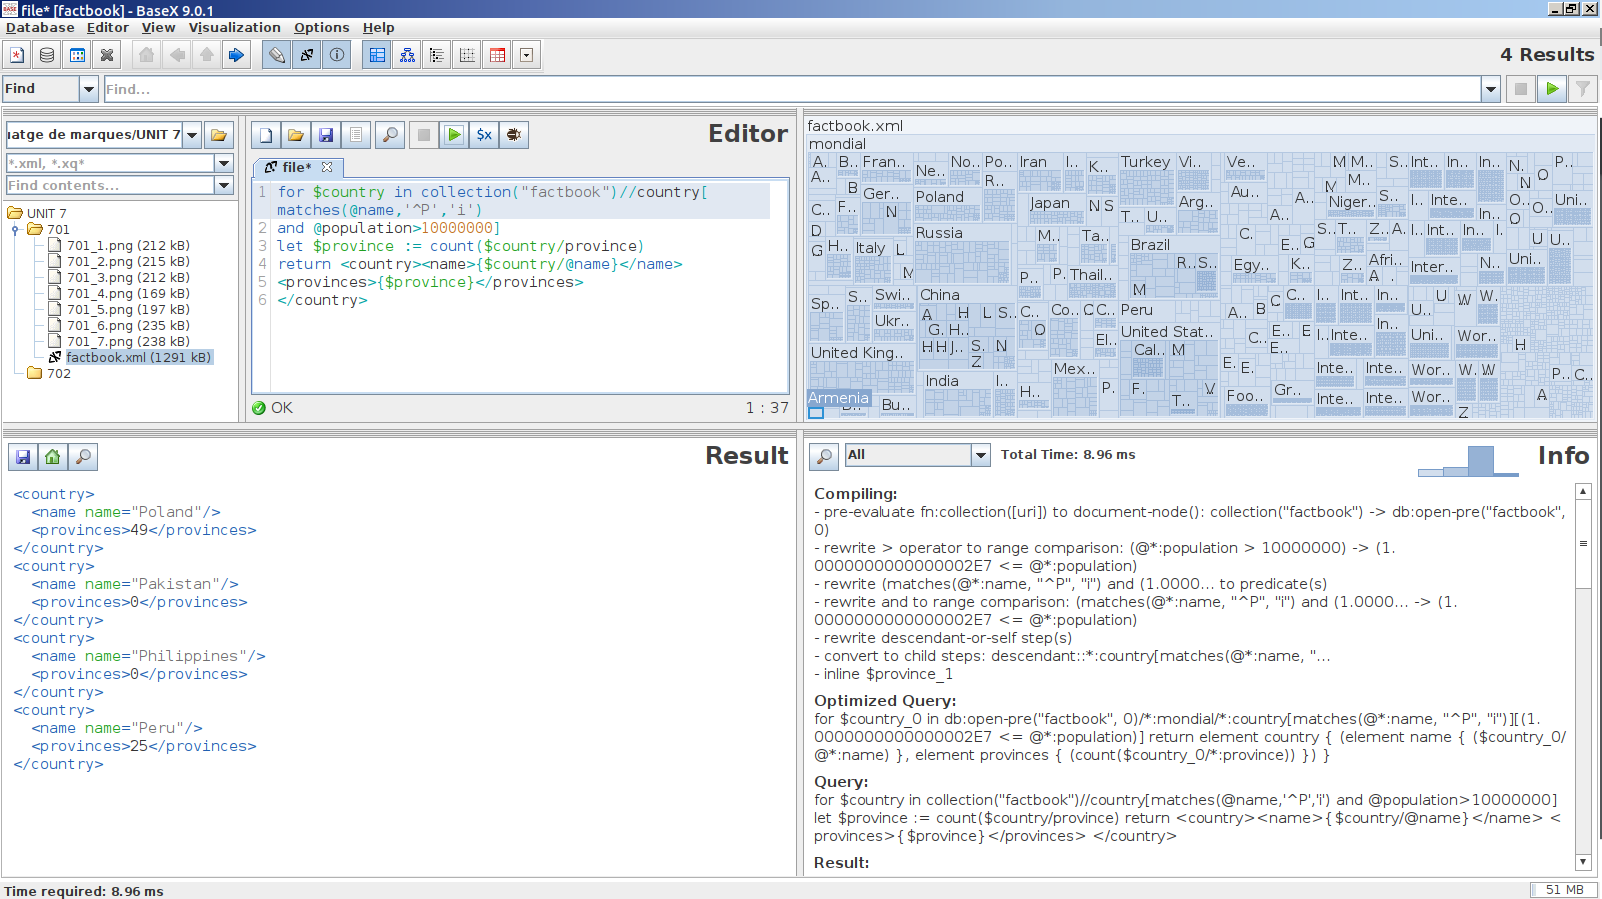 file* [factbook] - BaseX 9.0.1
Database Editor View Visualization Options Help
4 Results
Find
Find...
ıatge de marques/UNIT 7
*.xml, *.xq*
Find contents...
UNIT 7
701
701_1.png (212 kB)
701_2.png (215 kB)
701_3.png (212 kB)
701_4.png (169 kB)
701_5.png (197 kB)
701_6.png (235 kB)
701_7.png (238 kB)
factbook.xml (1291 kB)
702
Editor
$x
file*
1 for $country in collection("factbook")//country[
matches(@name,'^P','i')
2 and @population>10000000]
3 let $province := count($country/province)
4 return <country><name>{$country/@name}</name>
5 <provinces>{$province}</provinces>
6 </country>
OK
1 : 37
factbook.xml
mondial
A.. B.. Fran.. Ne.. No.. Po.. Iran I.. K.. Turkey Vi.. Ve.. M M.. S.. Int.. In.. In.. N.. P..
A.. B Ger.. R.. Au.. M M.. O
C.. F.. N Poland Japan N S T.. U.. Arg.. A.. A.. Niger.. S.. I.. Inte.. In.. O.. Uni..
D G H.. Italy L M Russia M.. Ta.. Brazil C. E.. G S.. T.. Z.. A.. I.. Int.. In.. U U..
P.. P. Thail.. R.. S.. M Egy.. K.. Z.. Afri.. A Inter.. Uni..
Sp.. S.. Swi.. China C.. Co.. C C.. Peru A.. B C C.. I.. Int.. In.. U.. U W W..
Ukr.. A H L S.. G. H.. O El.. United Stat.. C.. E.. I.. Inte.. In.. Uni.. Wor.. H
United King.. H H J.. S.. N Z Cal.. M E. E.. Inte.. Inte.. Wor.. W. W P.. C..
India I.. H.. Mex.. P. F.. T.. V Foo.. Gr.. Inte.. Inte.. Wor.. Z A
Armenia
Bu..
Result
<country>
<name name="Poland"/>
<provinces>49</provinces>
</country>
<country>
<name name="Pakistan"/>
<provinces>0</provinces>
</country>
<country>
<name name="Philippines"/>
<provinces>0</provinces>
</country>
<country>
<name name="Peru"/>
<provinces>25</provinces>
</country>
All
Total Time: 8.96 ms
Info
Compiling:
- pre-evaluate fn:collection([uri]) to document-node(): collection("factbook") -> db:open-pre("factbook",
0)
- rewrite > operator to range comparison: (@*:population > 10000000) -> (1.
0000000000000002E7 <= @*:population)
- rewrite (matches(@*:name, "^P", "i") and (1.0000... to predicate(s)
- rewrite and to range comparison: (matches(@*:name, "^P", "i") and (1.0000... -> (1.
0000000000000002E7 <= @*:population)
- rewrite descendant-or-self step(s)
- convert to child steps: descendant::*:country[matches(@*:name, "...
- inline $province_1
Optimized Query:
for $country_0 in db:open-pre("factbook", 0)/*:mondial/*:country[matches(@*:name, "^P", "i")][(1.
0000000000000002E7 <= @*:population)] return element country { (element name { ($country_0/
@*:name) }, element provinces { (count($country_0/*:province)) }) }
Query:
for $country in collection("factbook")//country[matches(@name,'^P','i') and @population>10000000]
let $province := count($country/province) return <country><name>{$country/@name}</name> <
provinces>{$province}</provinces> </country>
Result:
Time required: 8.96 ms
51 MB